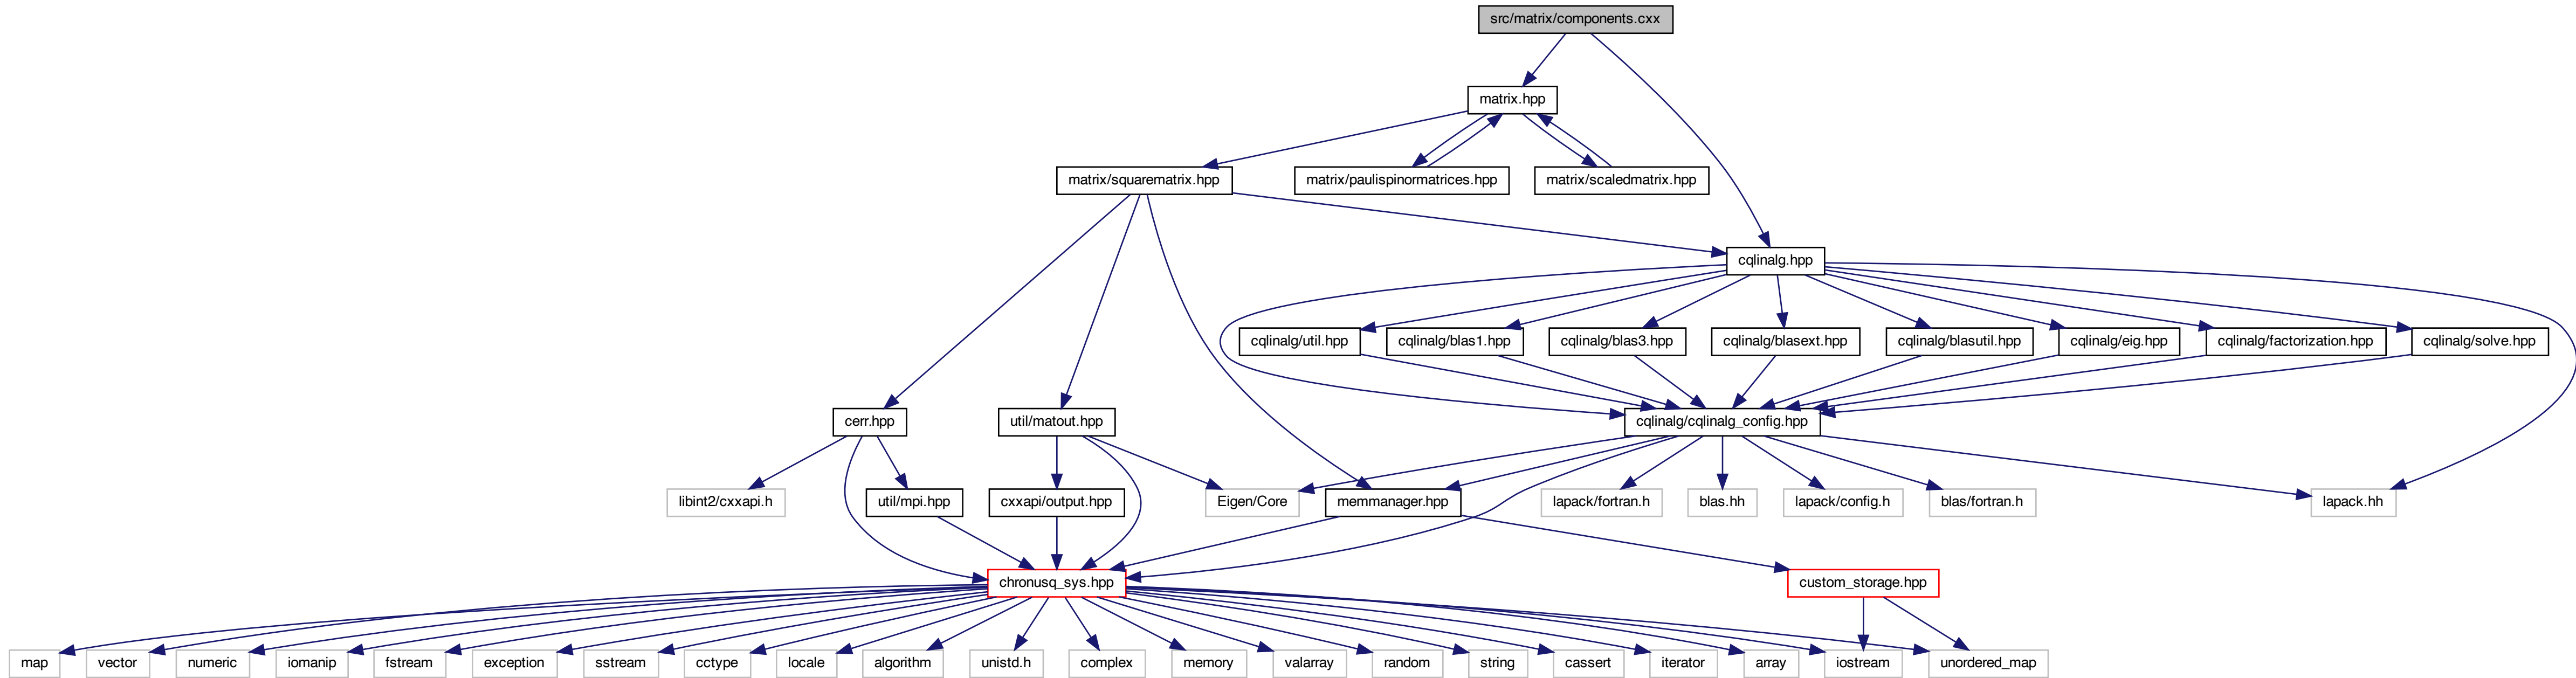 src/matrix/components.cxx
matrix.hpp
matrix/squarematrix.hpp
matrix/paulispinormatrices.hpp
matrix/scaledmatrix.hpp
cqlinalg.hpp
cqlinalg/util.hpp
cqlinalg/blas1.hpp
cqlinalg/blas3.hpp
cqlinalg/blasext.hpp
cqlinalg/blasutil.hpp
cqlinalg/eig.hpp
cqlinalg/factorization.hpp
cqlinalg/solve.hpp
cerr.hpp
util/matout.hpp
cqlinalg/cqlinalg_config.hpp
libint2/cxxapi.h
util/mpi.hpp
cxxapi/output.hpp
Eigen/Core
memmanager.hpp
lapack/fortran.h
blas.hh
lapack/config.h
blas/fortran.h
lapack.hh
chronusq_sys.hpp
custom_storage.hpp
map
vector
numeric
iomanip
fstream
exception
sstream
cctype
locale
algorithm
unistd.h
complex
memory
valarray
random
string
cassert
iterator
array
iostream
unordered_map